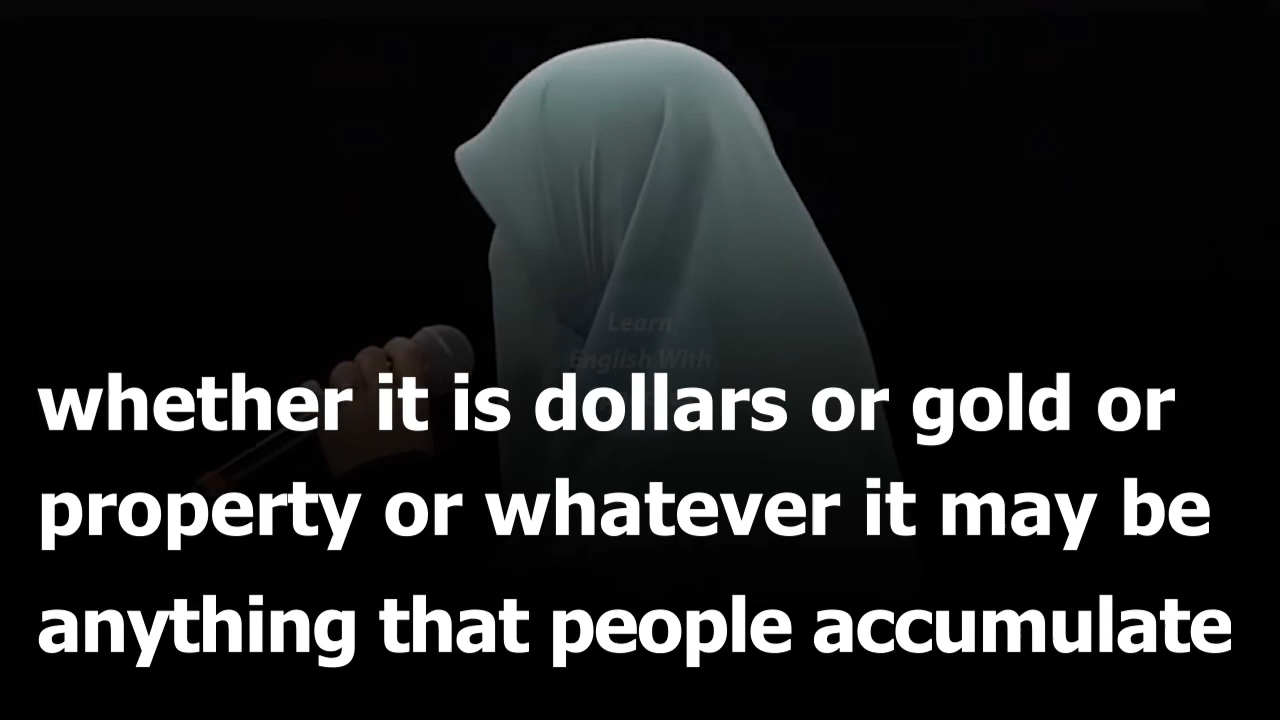 Learn
English With
whether it is dollars or gold or
property or whatever it may be
anything that people accumulate